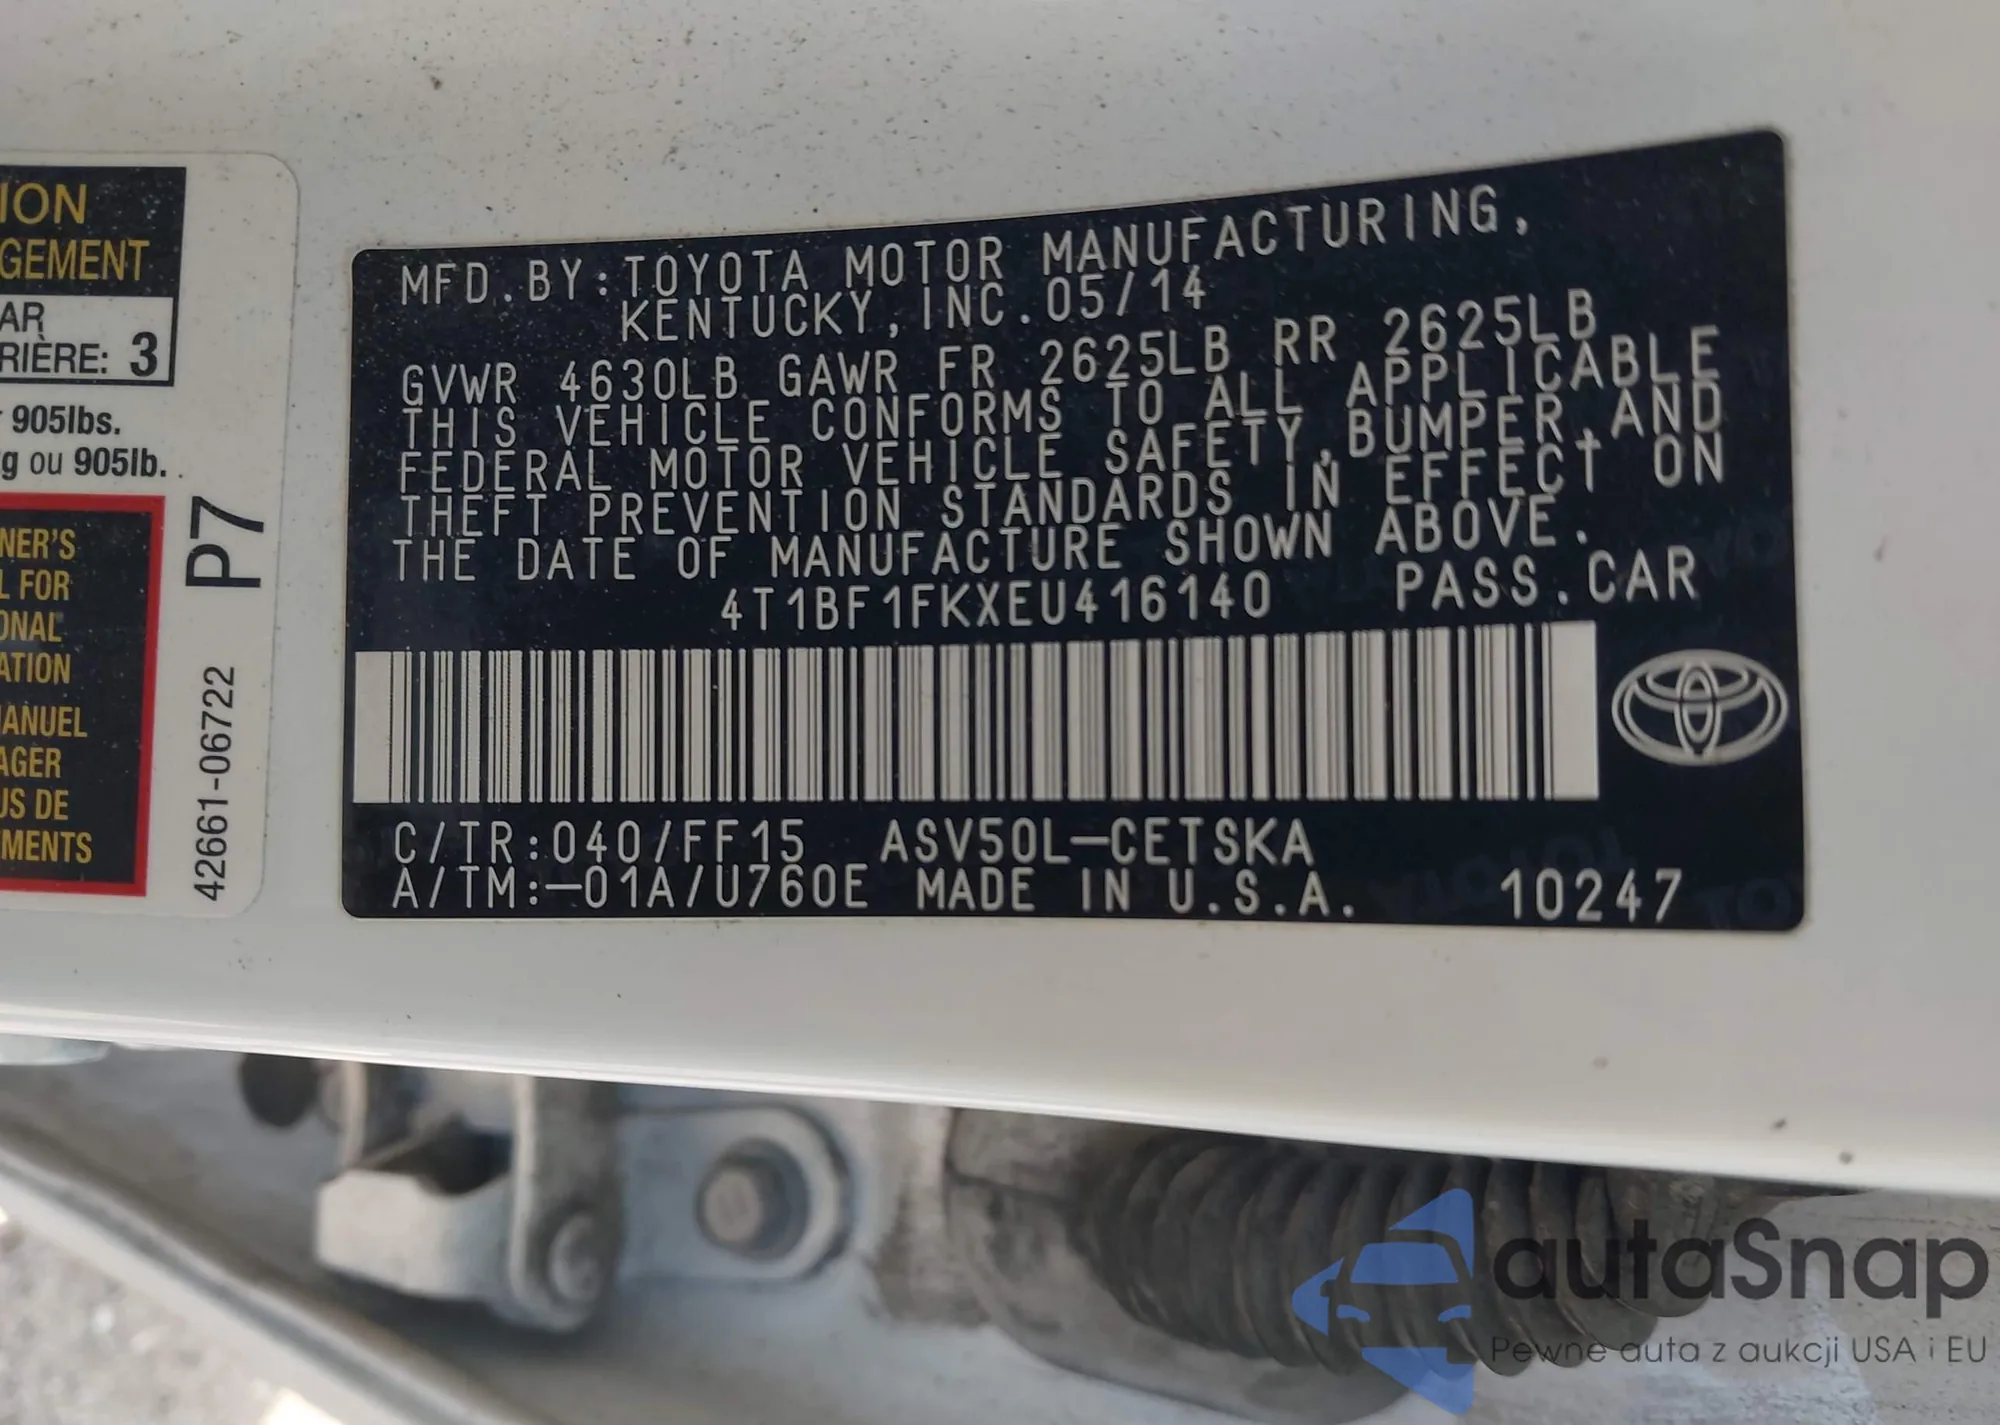 ION
GEMENT
AR
RIÈRE: 3
905lbs.
g ou 905lb.
NER'S
L FOR
ONAL
ATION
MANUEL
AGER
US DE
MENTS
P7
42661-06722
MFD.BY:TOYOTA MOTOR MANUFACTURING,
KENTUCKY,INC.05/14
GVWR 4630LB GAWR FR 2625LB RR 2625LB
THIS VEHICLE CONFORMS TO ALL APPLICABLE
FEDERAL MOTOR VEHICLE SAFETY,BUMPER,AND
THEFT PREVENTION STANDARDS IN EFFECT ON
THE DATE OF MANUFACTURE SHOWN ABOVE.
4T1BF1FKXEU416140 PASS.CAR
C/TR:040/FF15 ASV50L-CETSKA
A/TM:-01A/U760E MADE IN U.S.A. 10247
autaSnap
Pewne auta z aukcji USA i EU